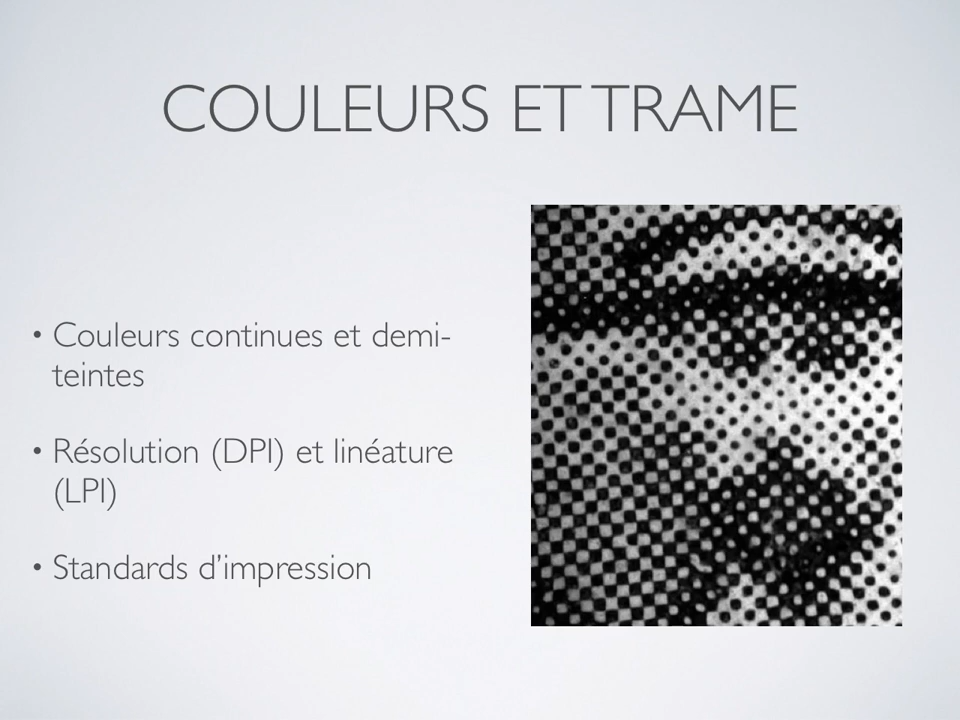 COULEURS ET TRAME
• Couleurs continues et demi-
teintes
• Résolution (DPI) et linéature
(LPI)
• Standards d’impression